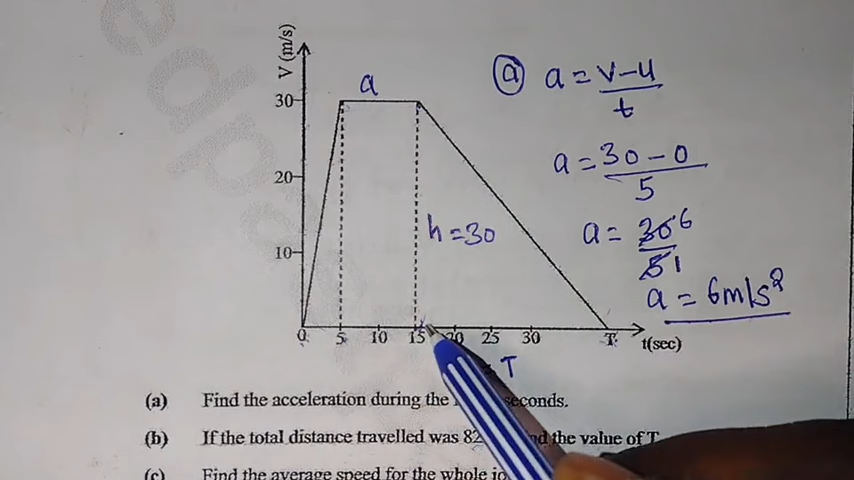 V (m/s)
30
20
10
0 5 10 15 20 25 30 T t(sec)
a
h = 30
ⓐ a = v-u
t
a = 30 - 0
5
a = 30 6
5 1
a = 6m/s²
T
(a) Find the acceleration during the seconds.
(b) If the total distance travelled was 82 the value of T
(c) Find the average speed for the whole jo